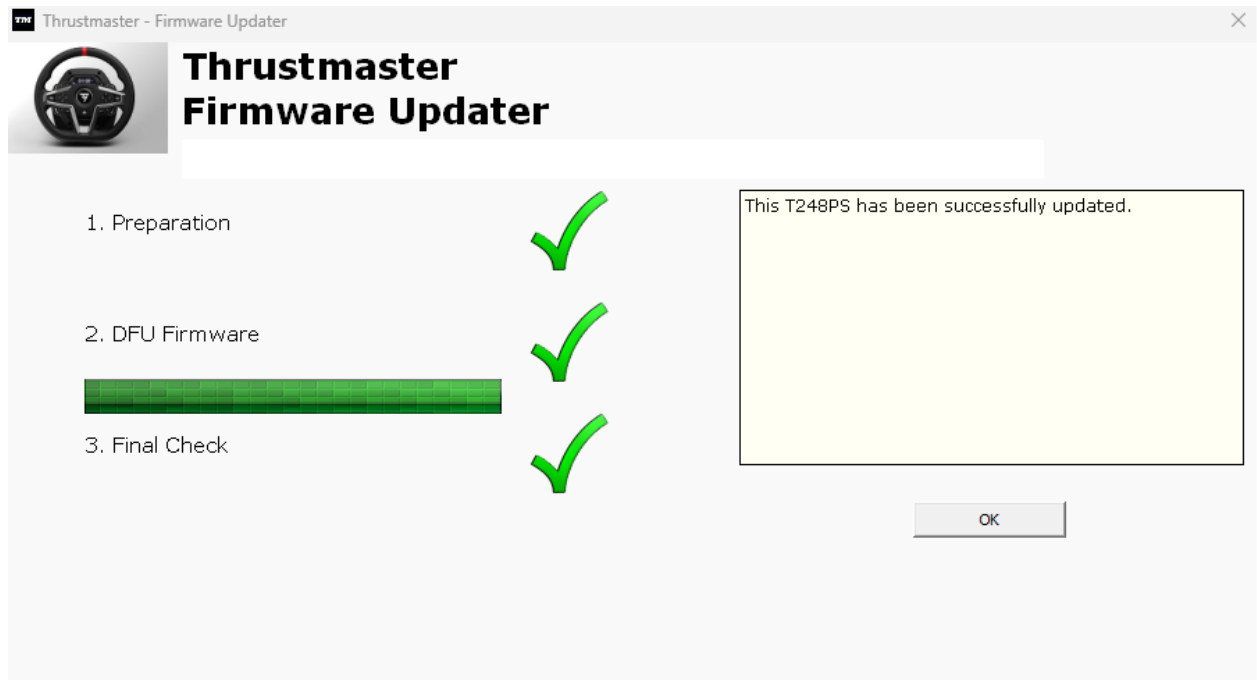 TM Thrustmaster - Firmware Updater
Thrustmaster
Firmware Updater
1. Preparation
2. DFU Firmware
3. Final Check
This T248PS has been successfully updated.
OK